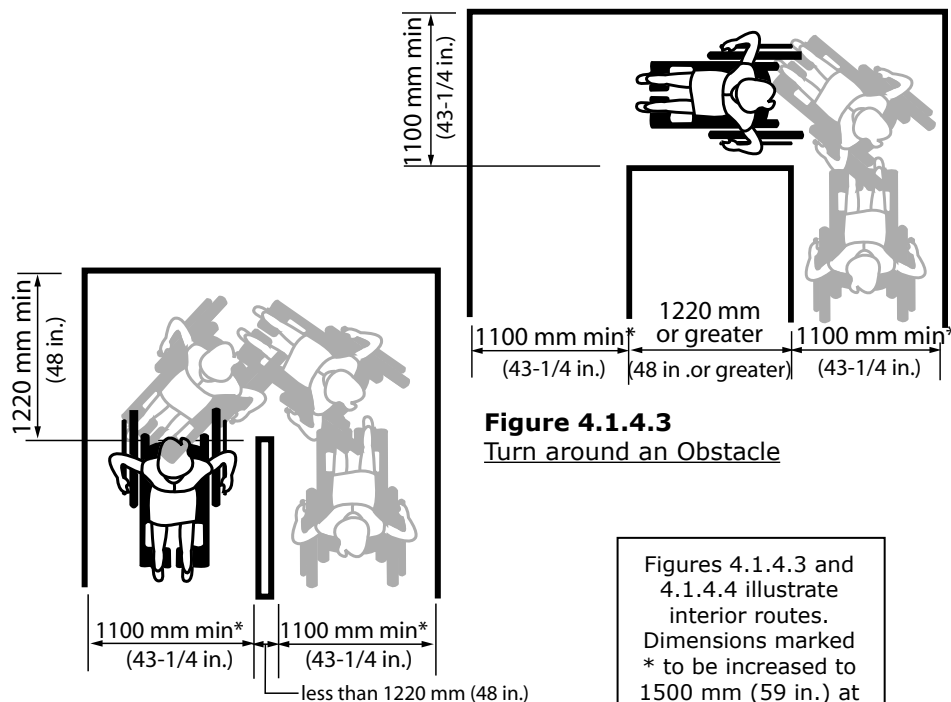 1100 mm min
(43-1/4 in.)
1100 mm min*
(43-1/4 in.)
1220 mm
or greater
(48 in .or greater)
1100 mm min*
(43-1/4 in.)
Figure 4.1.4.3
Turn around an Obstacle
1220 mm min
(48 in.)
1100 mm min*
(43-1/4 in.)
1100 mm min*
(43-1/4 in.)
less than 1220 mm (48 in.)
Figures 4.1.4.3 and
4.1.4.4 illustrate
interior routes.
Dimensions marked
* to be increased to
1500 mm (59 in.) at